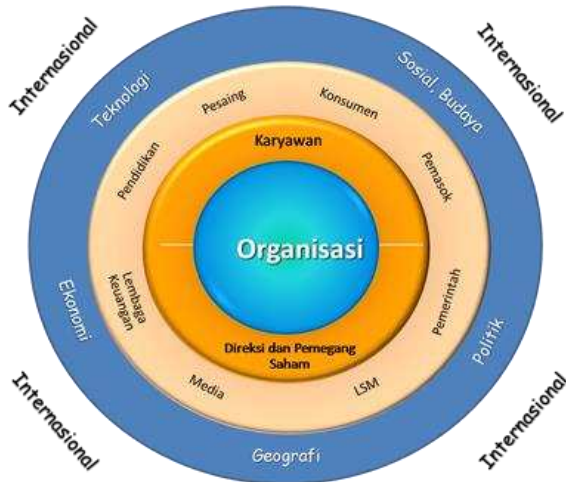 Internasional
Internasional
Teknologi
Sosial, Budaya
Pesaing
Konsumen
Pendidikan
Karyawan
Pemasok
Organisasi
Ekonomi
Lembaga
Keuangan
Pemerintah
Politik
Direksi dan Pemegang
Saham
Media
LSM
Internasional
Internasional
Geografi